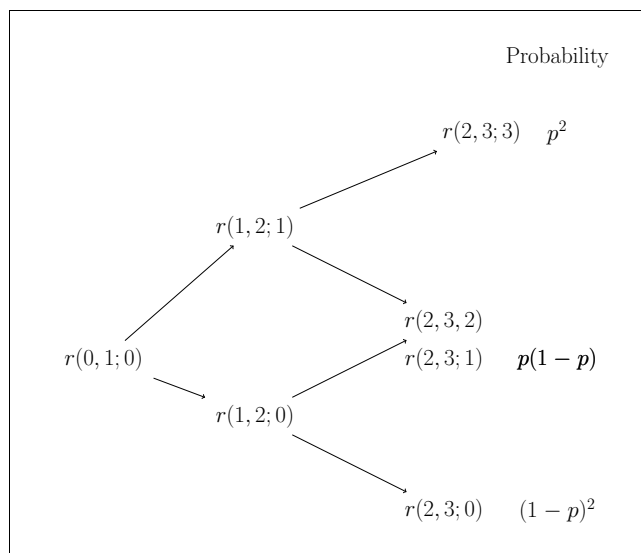 Probability
r(2, 3; 3) p²
r(1, 2; 1)
r(2, 3, 2)
r(0, 1; 0)
r(2, 3; 1) p(1 − p)
r(1, 2; 0)
r(2, 3; 0) (1 − p)²